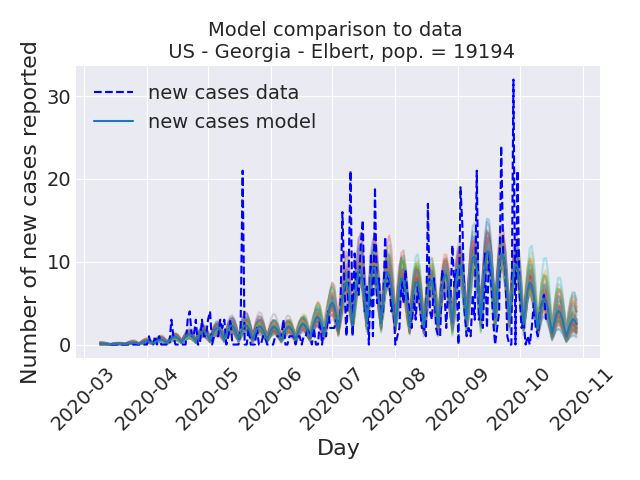 Model comparison to data
US - Georgia - Elbert, pop. = 19194
Number of new cases reported
30
20
10
0
new cases data
new cases model
2020-03
2020-04
2020-05
2020-06
2020-07
2020-08
2020-09
2020-10
2020-11
Day